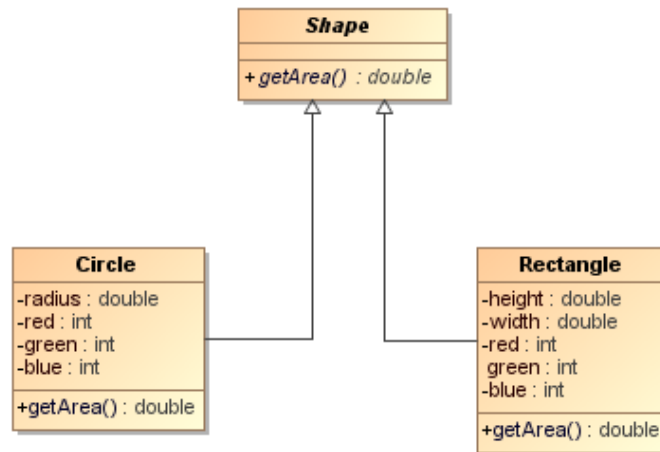 Shape
+ getArea() : double
Circle
-radius : double
-red : int
-green : int
-blue : int
+getArea() : double
Rectangle
-height : double
-width : double
-red : int
green : int
-blue : int
+getArea() : double